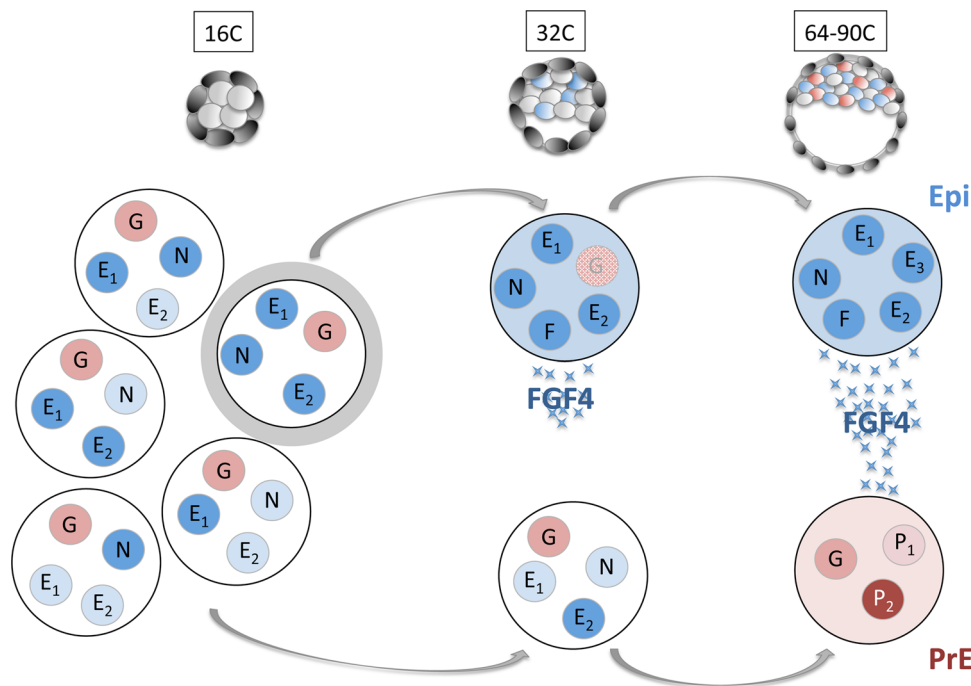 16C
32C
64-90C
Epi
G
N
E₁
E₂
G
N
E₁
E₂
E₁
G
N
E₂
G
N
E₁
E₂
G
N
E₁
E₂
E₁
G
N
E₂
F
FGF4
E₁
E₃
N
E₂
F
FGF4
G
N
E₁
E₂
P₁
G
P₂
PrE